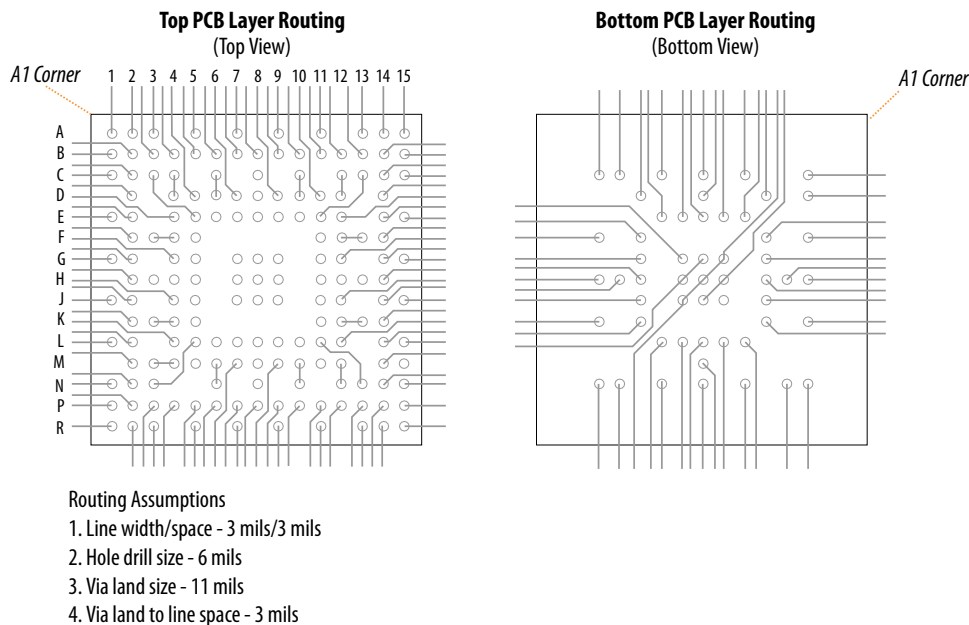 Top PCB Layer Routing
(Top View)
Bottom PCB Layer Routing
(Bottom View)
A1 Corner
1 2 3 4 5 6 7 8 9 10 11 12 13 14 15
A1 Corner
A
B
C
D
E
F
G
H
J
K
L
M
N
P
R
Routing Assumptions
1. Line width/space - 3 mils/3 mils
2. Hole drill size - 6 mils
3. Via land size - 11 mils
4. Via land to line space - 3 mils